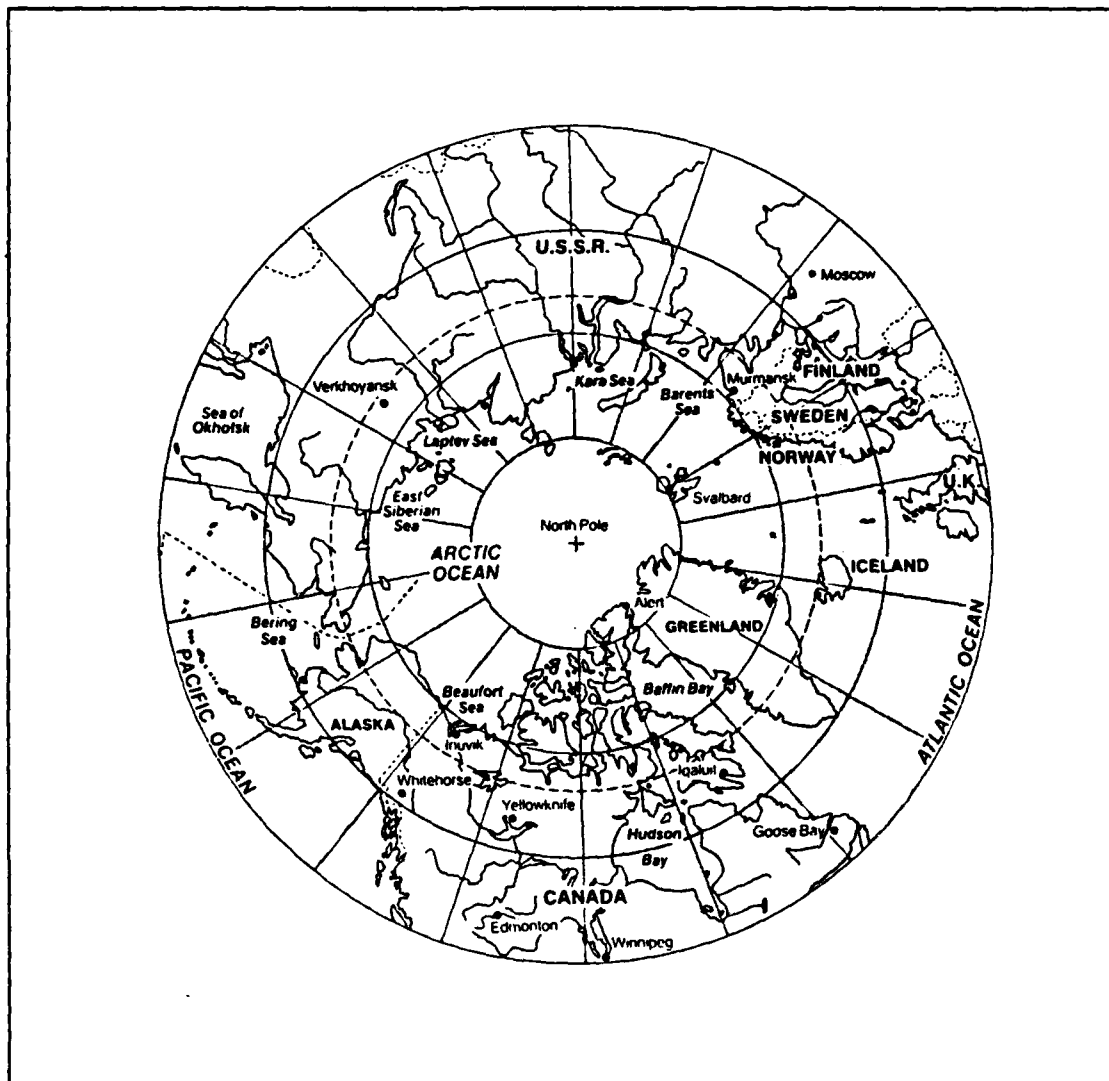 U.S.S.R.
Moscow
Verkhoyansk
Kara Sea
Murmansk
FINLAND
Barents
Sea
Sea of
Okhotsk
SWEDEN
Laptev Sea
NORWAY
U.K.
East
Siberian
Sea
Svalbard
North Pole
ARCTIC
OCEAN
ICELAND
Alert
Bering
Sea
GREENLAND
PACIFIC OCEAN
ATLANTIC OCEAN
Beaufort
Sea
Baffin Bay
ALASKA
Inuvik
Iqaluit
Whitehorse
Yellowknife
Hudson
Bay
Goose Bay
CANADA
Edmonton
Winnipeg